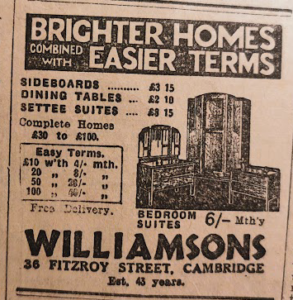 BRIGHTER HOMES
COMBINED WITH EASIER TERMS
SIDEBOARDS .......... £3 15
DINING TABLES ... £2 10
SETTEE SUITES ... £8 15
Complete Homes
£30 to £100.
Easy Terms.
£10 w'th 4/- mth.
20 „ 8/- „
50 „ „
100 „ „
Free Delivery.
BEDROOM SUITES 6/- Mth'y
WILLIAMSONS
36 FITZROY STREET, CAMBRIDGE
Est. 43 years.